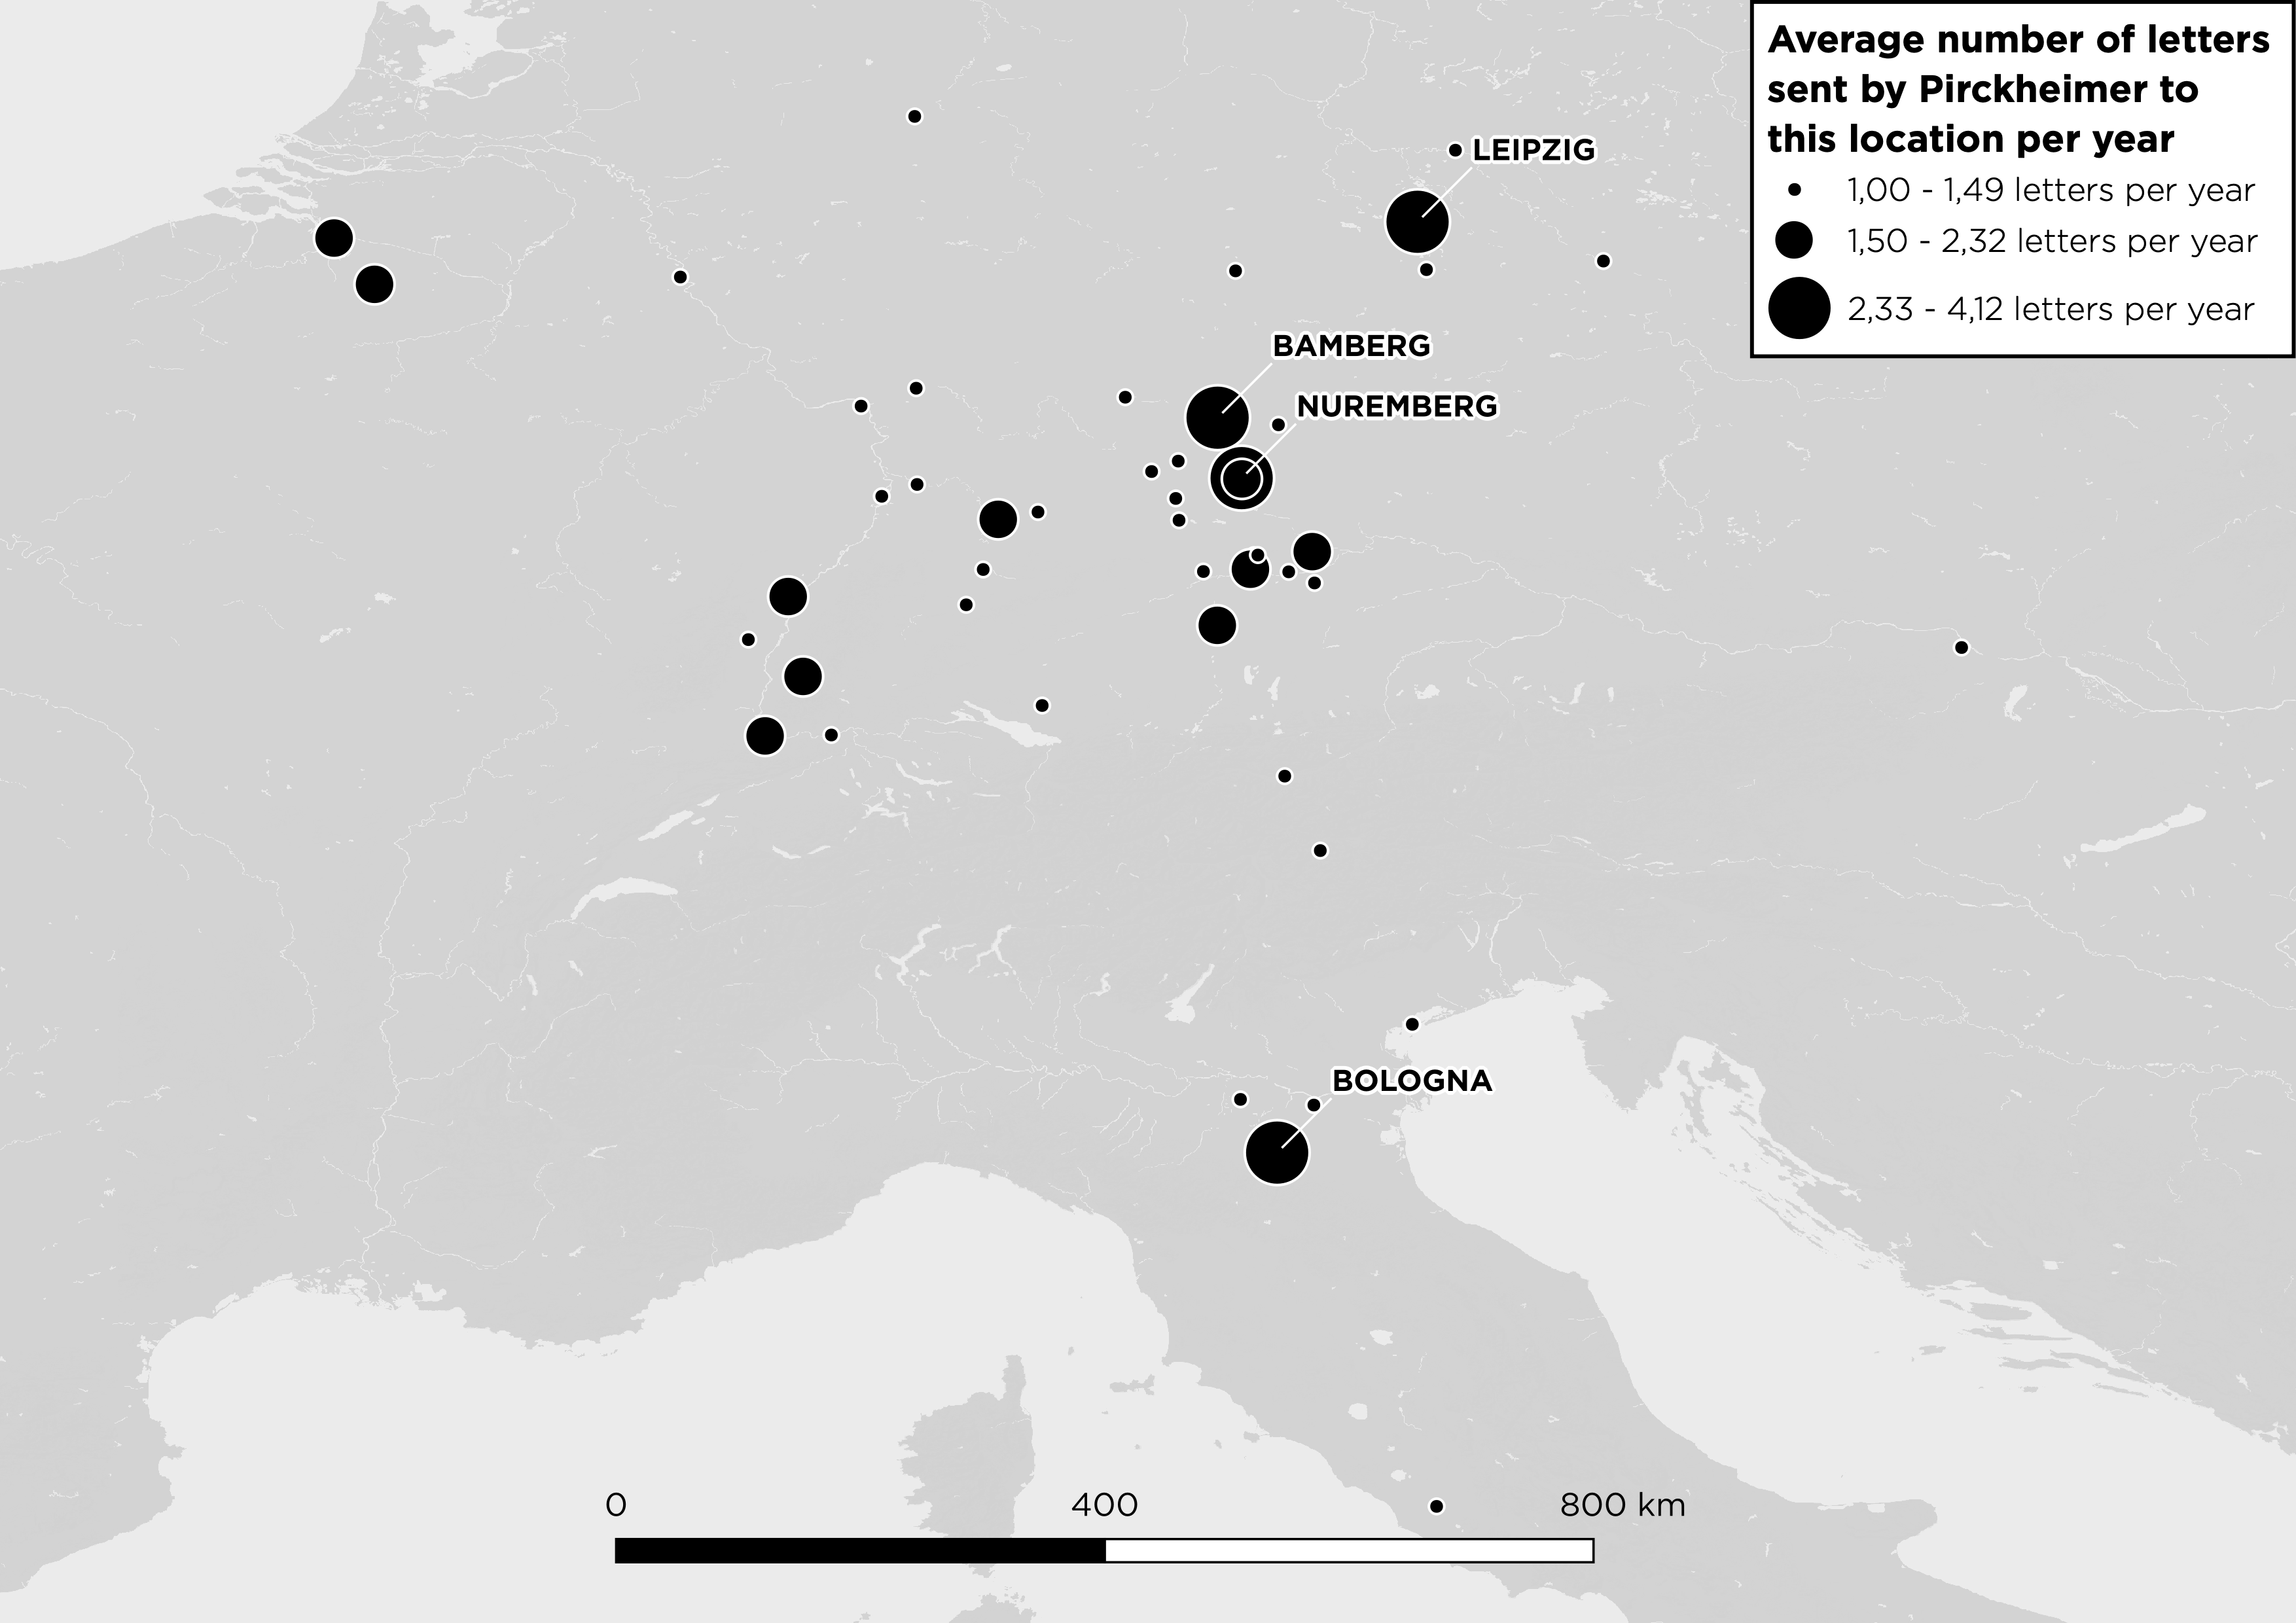 Average number of letters
sent by Pirckheimer to
this location per year
1,00 - 1,49 letters per year
1,50 - 2,32 letters per year
2,33 - 4,12 letters per year
LEIPZIG
BAMBERG
NUREMBERG
BOLOGNA
0 400 800 km